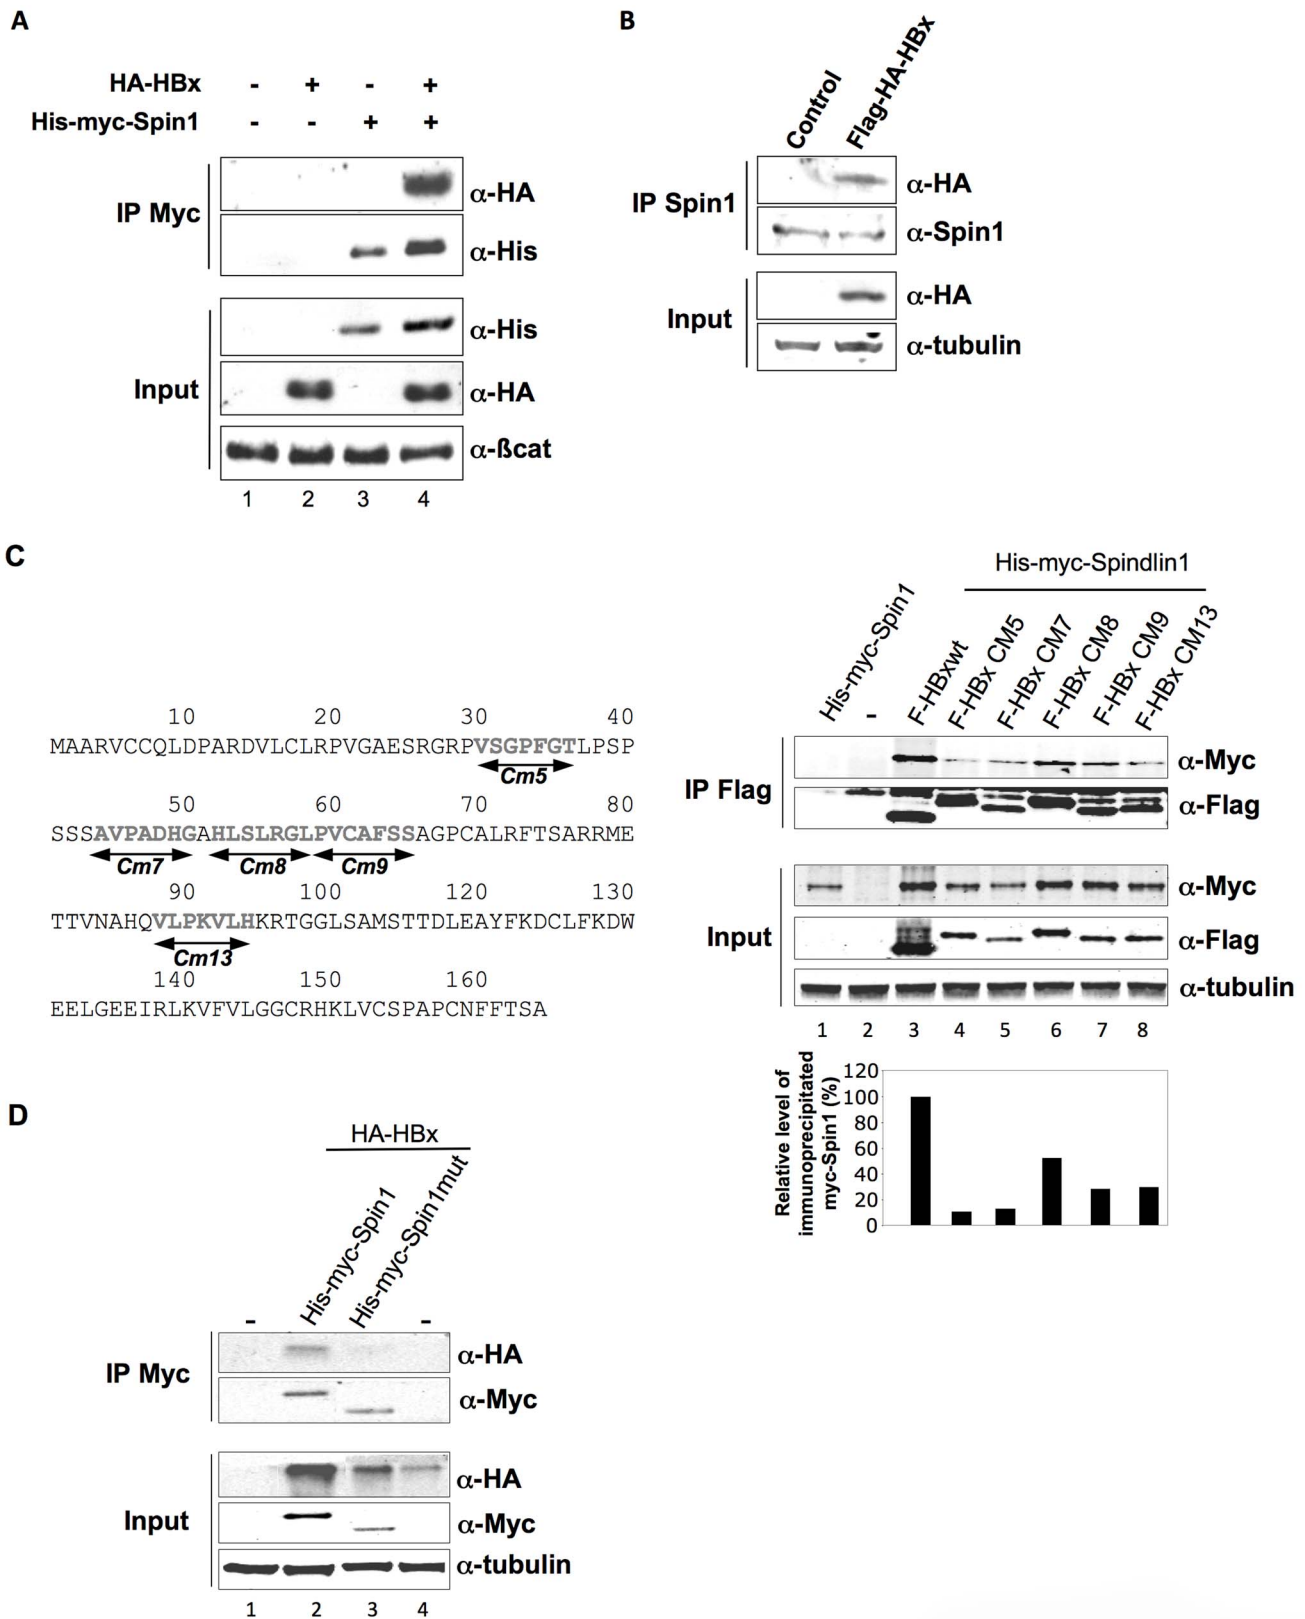 A
HA-HBx - + - +
His-myc-Spin1 - - + +
IP Myc
α-HA
α-His
Input
α-His
α-HA
α-ßcat
1 2 3 4
B
Control
Flag-HA-HBx
IP Spin1
α-HA
α-Spin1
Input
α-HA
α-tubulin
C
10 20 30 40
MAARVCCQLDPARDVLCLRPVGAESRGRPVSGPFGTLPSP
Cm5
50 60 70 80
SSSAVPADHGAHLSLRGLPVCAFSSAGPCALRFTSARRME
Cm7 Cm8 Cm9
90 100 120 130
TTVNAHQVLPKVLHKRTGGLSAMSTTDLEAYFKDCLFKDW
Cm13
140 150 160
EELGEEIRLKVFVLGGCRHKLVCSPAPCNFFTSA
His-myc-Spindlin1
His-myc-Spin1
-
F-HBxwt
F-HBx CM5
F-HBx CM7
F-HBx CM8
F-HBx CM9
F-HBx CM13
IP Flag
α-Myc
α-Flag
Input
α-Myc
α-Flag
α-tubulin
1 2 3 4 5 6 7 8
Relative level of
immunoprecipitated
myc-Spin1 (%)
120
100
80
60
40
20
0
D
HA-HBx
-
His-myc-Spin1
His-myc-Spin1mut
-
IP Myc
α-HA
α-Myc
Input
α-HA
α-Myc
α-tubulin
1 2 3 4